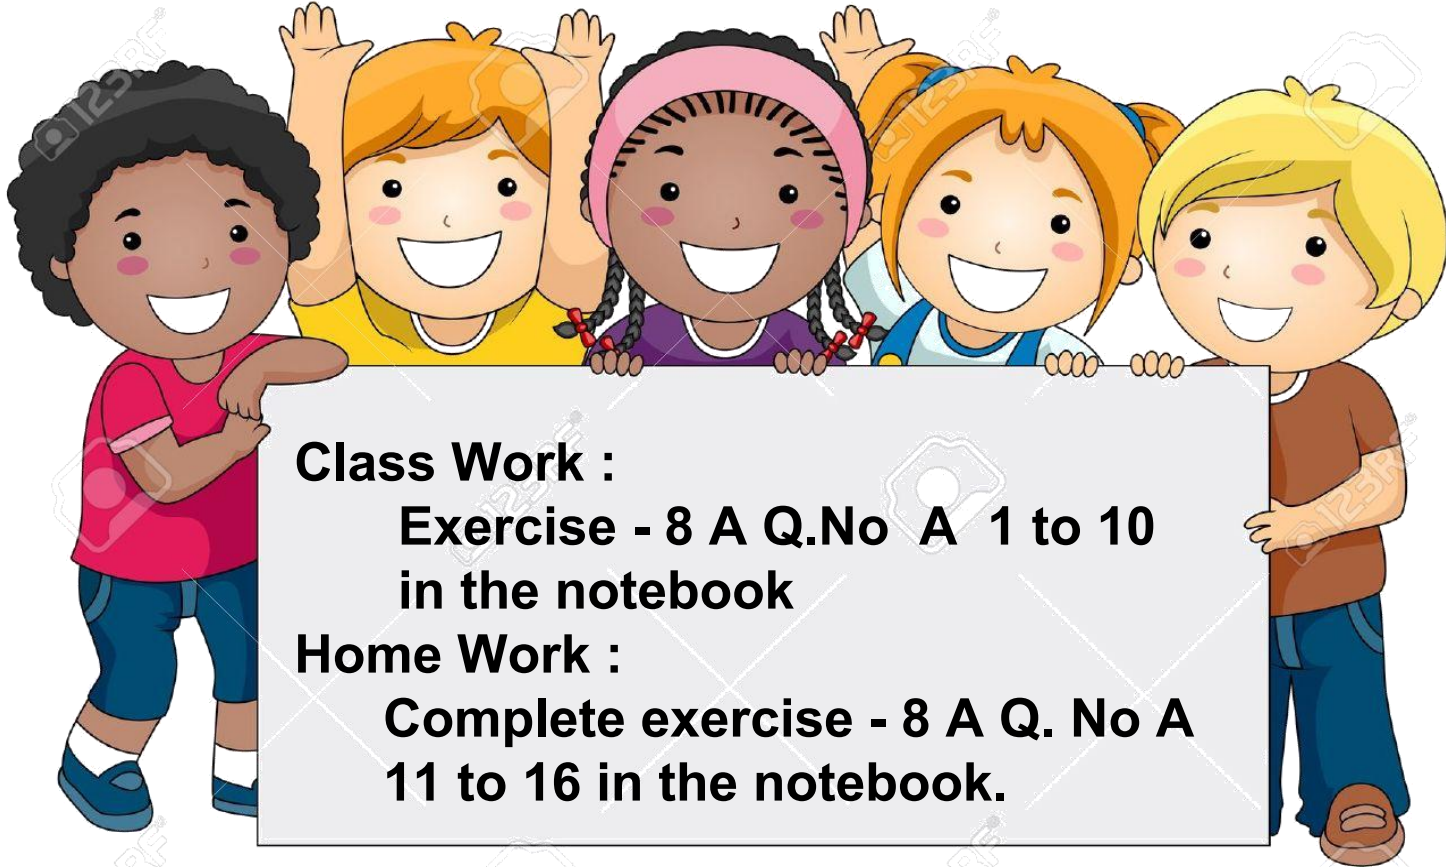 Class Work :
Exercise - 8 A Q.No A 1 to 10
in the notebook
Home Work :
Complete exercise - 8 A Q. No A
11 to 16 in the notebook.
123RF